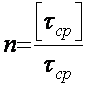 n = [τ_ср] / τ_ср